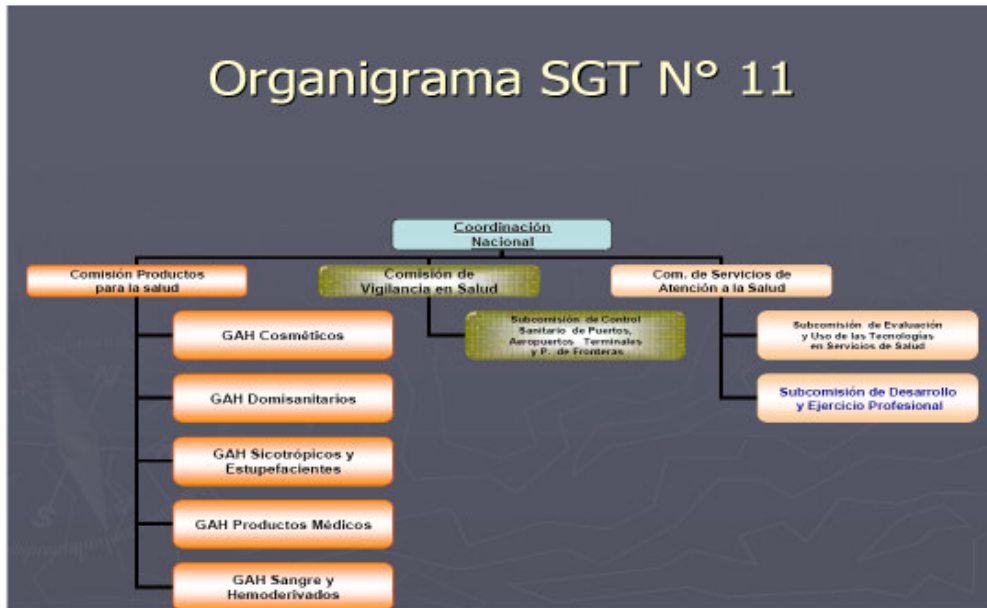 Organigrama SGT N° 11
Coordinación
Nacional
Comisión Productos
para la salud
Comisión de
Vigilancia en Salud
Com. de Servicios de
Atención a la Salud
GAH Cosméticos
GAH Domisanitarios
GAH Sicotrópicos y
Estupefacientes
GAH Productos Médicos
GAH Sangre y
Hemoderivados
Subcomisión de Control
Sanitario de Puertos,
Aeropuertos Terminales
y P. de Fronteras
Subcomisión de Evaluación
y Uso de las Tecnologías
en Servicios de Salud
Subcomisión de Desarrollo
y Ejercicio Profesional
S